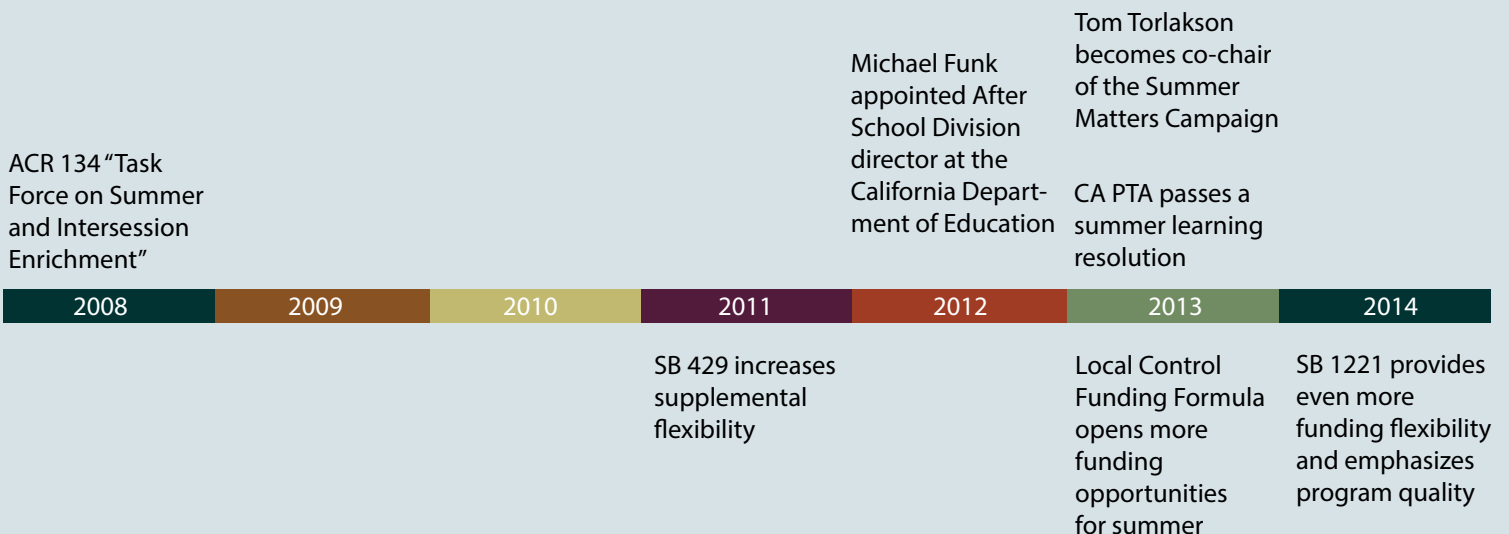 ACR 134 “Task
Force on Summer
and Intersession
Enrichment”
Michael Funk
appointed After
School Division
director at the
California Depart-
ment of Education
Tom Torlakson
becomes co-chair
of the Summer
Matters Campaign
CA PTA passes a
summer learning
resolution
2008 2009 2010 2011 2012 2013 2014
SB 429 increases
supplemental
flexibility
Local Control
Funding Formula
opens more
funding
opportunities
for summer
SB 1221 provides
even more
funding flexibility
and emphasizes
program quality